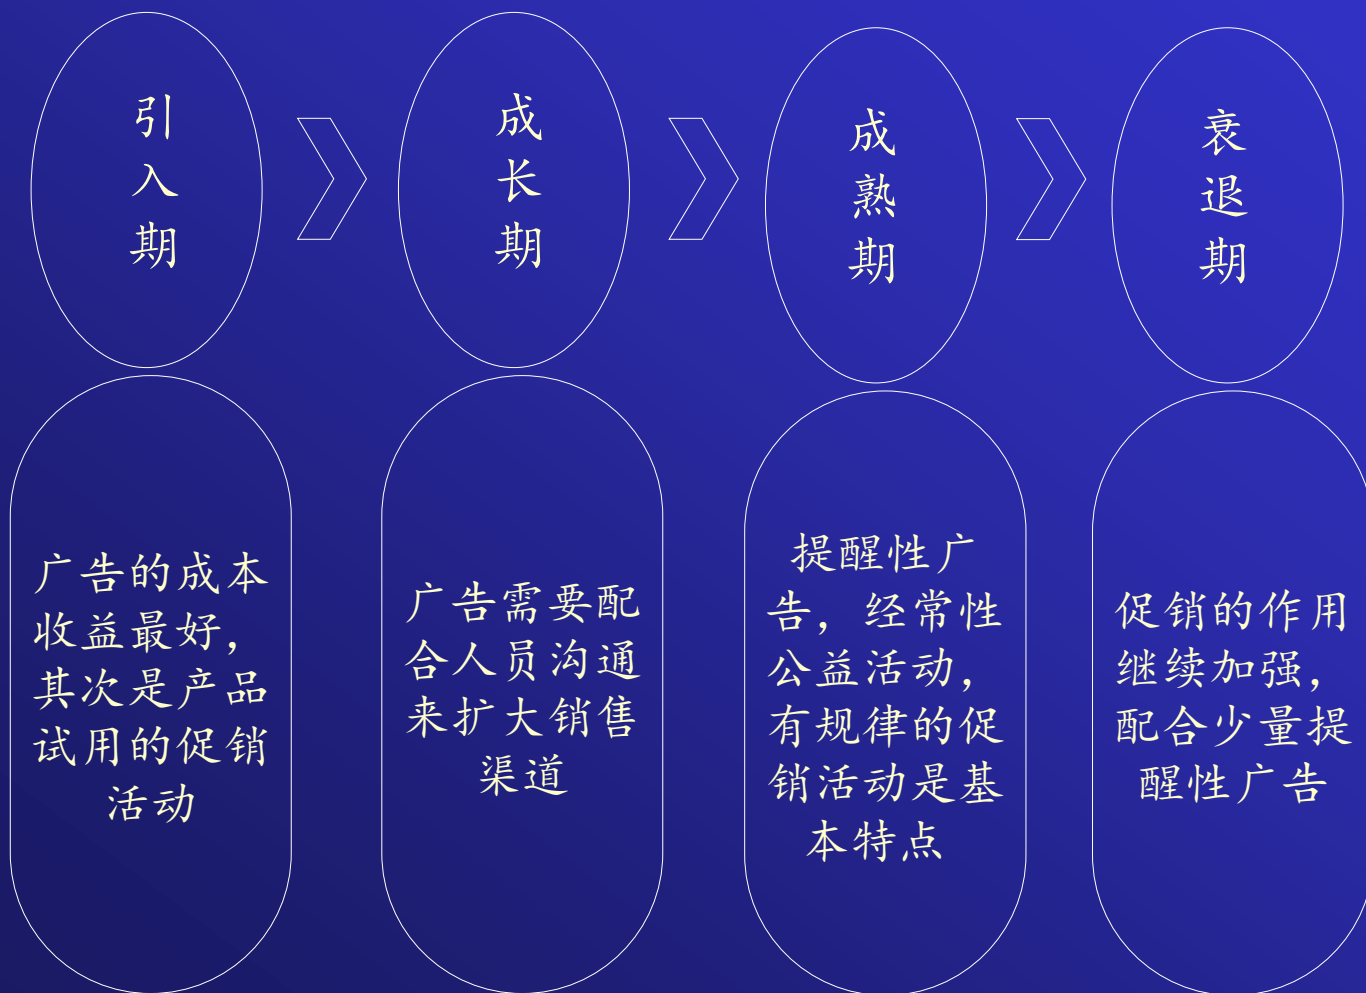 引
入
期
成
长
期
成
熟
期
衰
退
期
广告的成本
收益最好，
其次是产品
试用的促销
活动
广告需要配
合人员沟通
来扩大销售
渠道
提醒性广
告，经常性
公益活动，
有规律的促
销活动是基
本特点
促销的作用
继续加强，
配合少量提
醒性广告